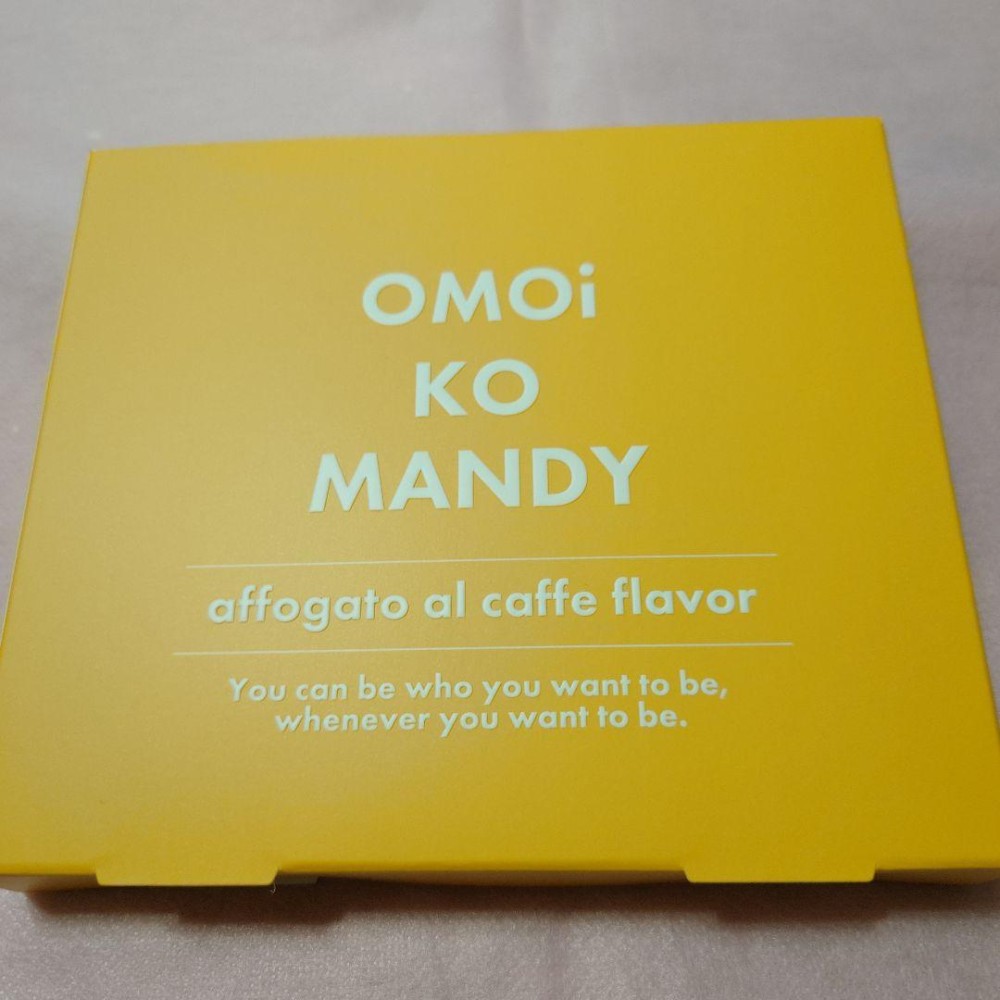 OMOi
KO
MANDY
affogato al caffe flavor
You can be who you want to be,
whenever you want to be.